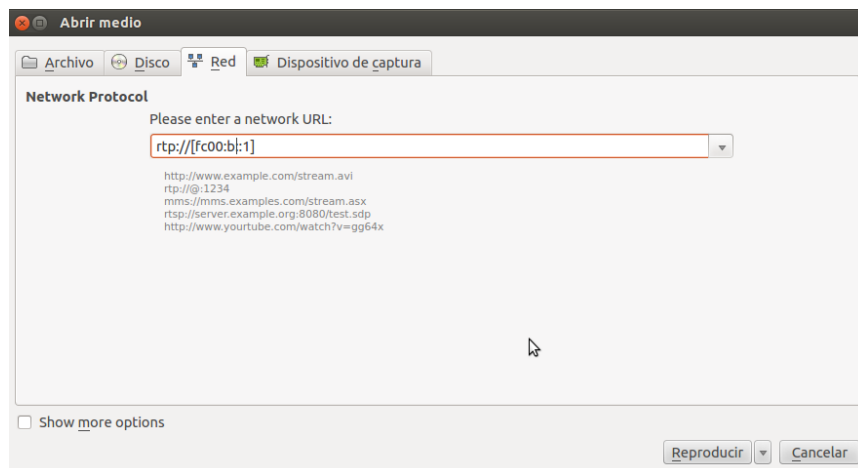 Abrir medio
Archivo Disco Red Dispositivo de captura
Network Protocol
Please enter a network URL:
rtp://[fc00:b::1]
http://www.example.com/stream.avi
rtp://@:1234
mms://mms.examples.com/stream.asx
rtsp://server.example.org:8080/test.sdp
http://www.yourtube.com/watch?v=gg64x
Show more options
Reproducir Cancelar